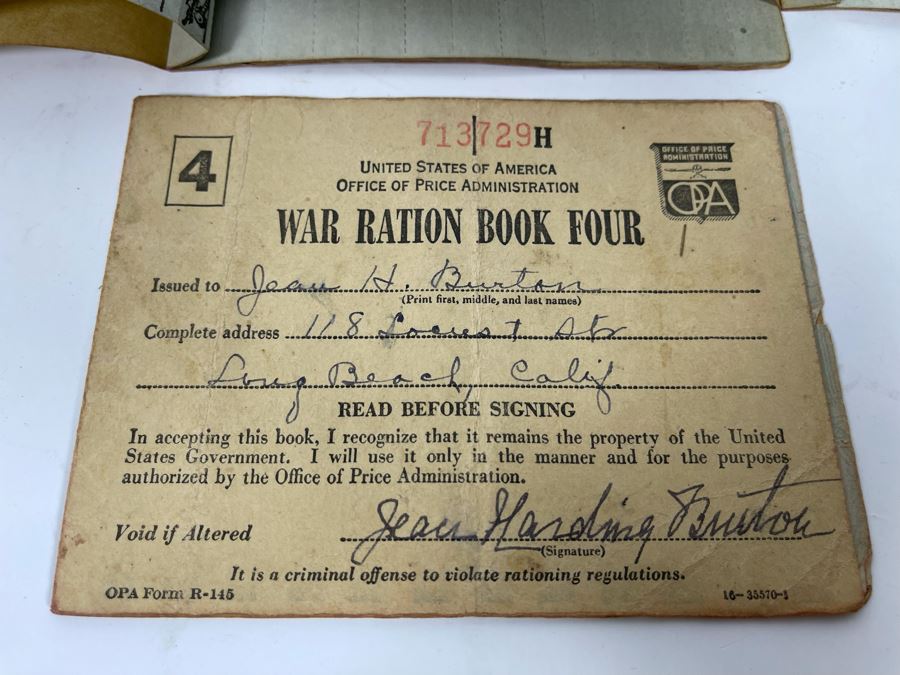 713729H
4
UNITED STATES OF AMERICA
OFFICE OF PRICE ADMINISTRATION
OFFICE OF PRICE
ADMINISTRATION
OPA
WAR RATION BOOK FOUR
Issued to Jean H. Burton
(Print first, middle, and last names)
Complete address 118 Locust
Long Beach, Calif.
READ BEFORE SIGNING
In accepting this book, I recognize that it remains the property of the United
States Government. I will use it only in the manner and for the purposes
authorized by the Office of Price Administration.
Void if Altered Jean Harding Burton
(Signature)
It is a criminal offense to violate rationing regulations.
OPA Form R-145 16-35570-1